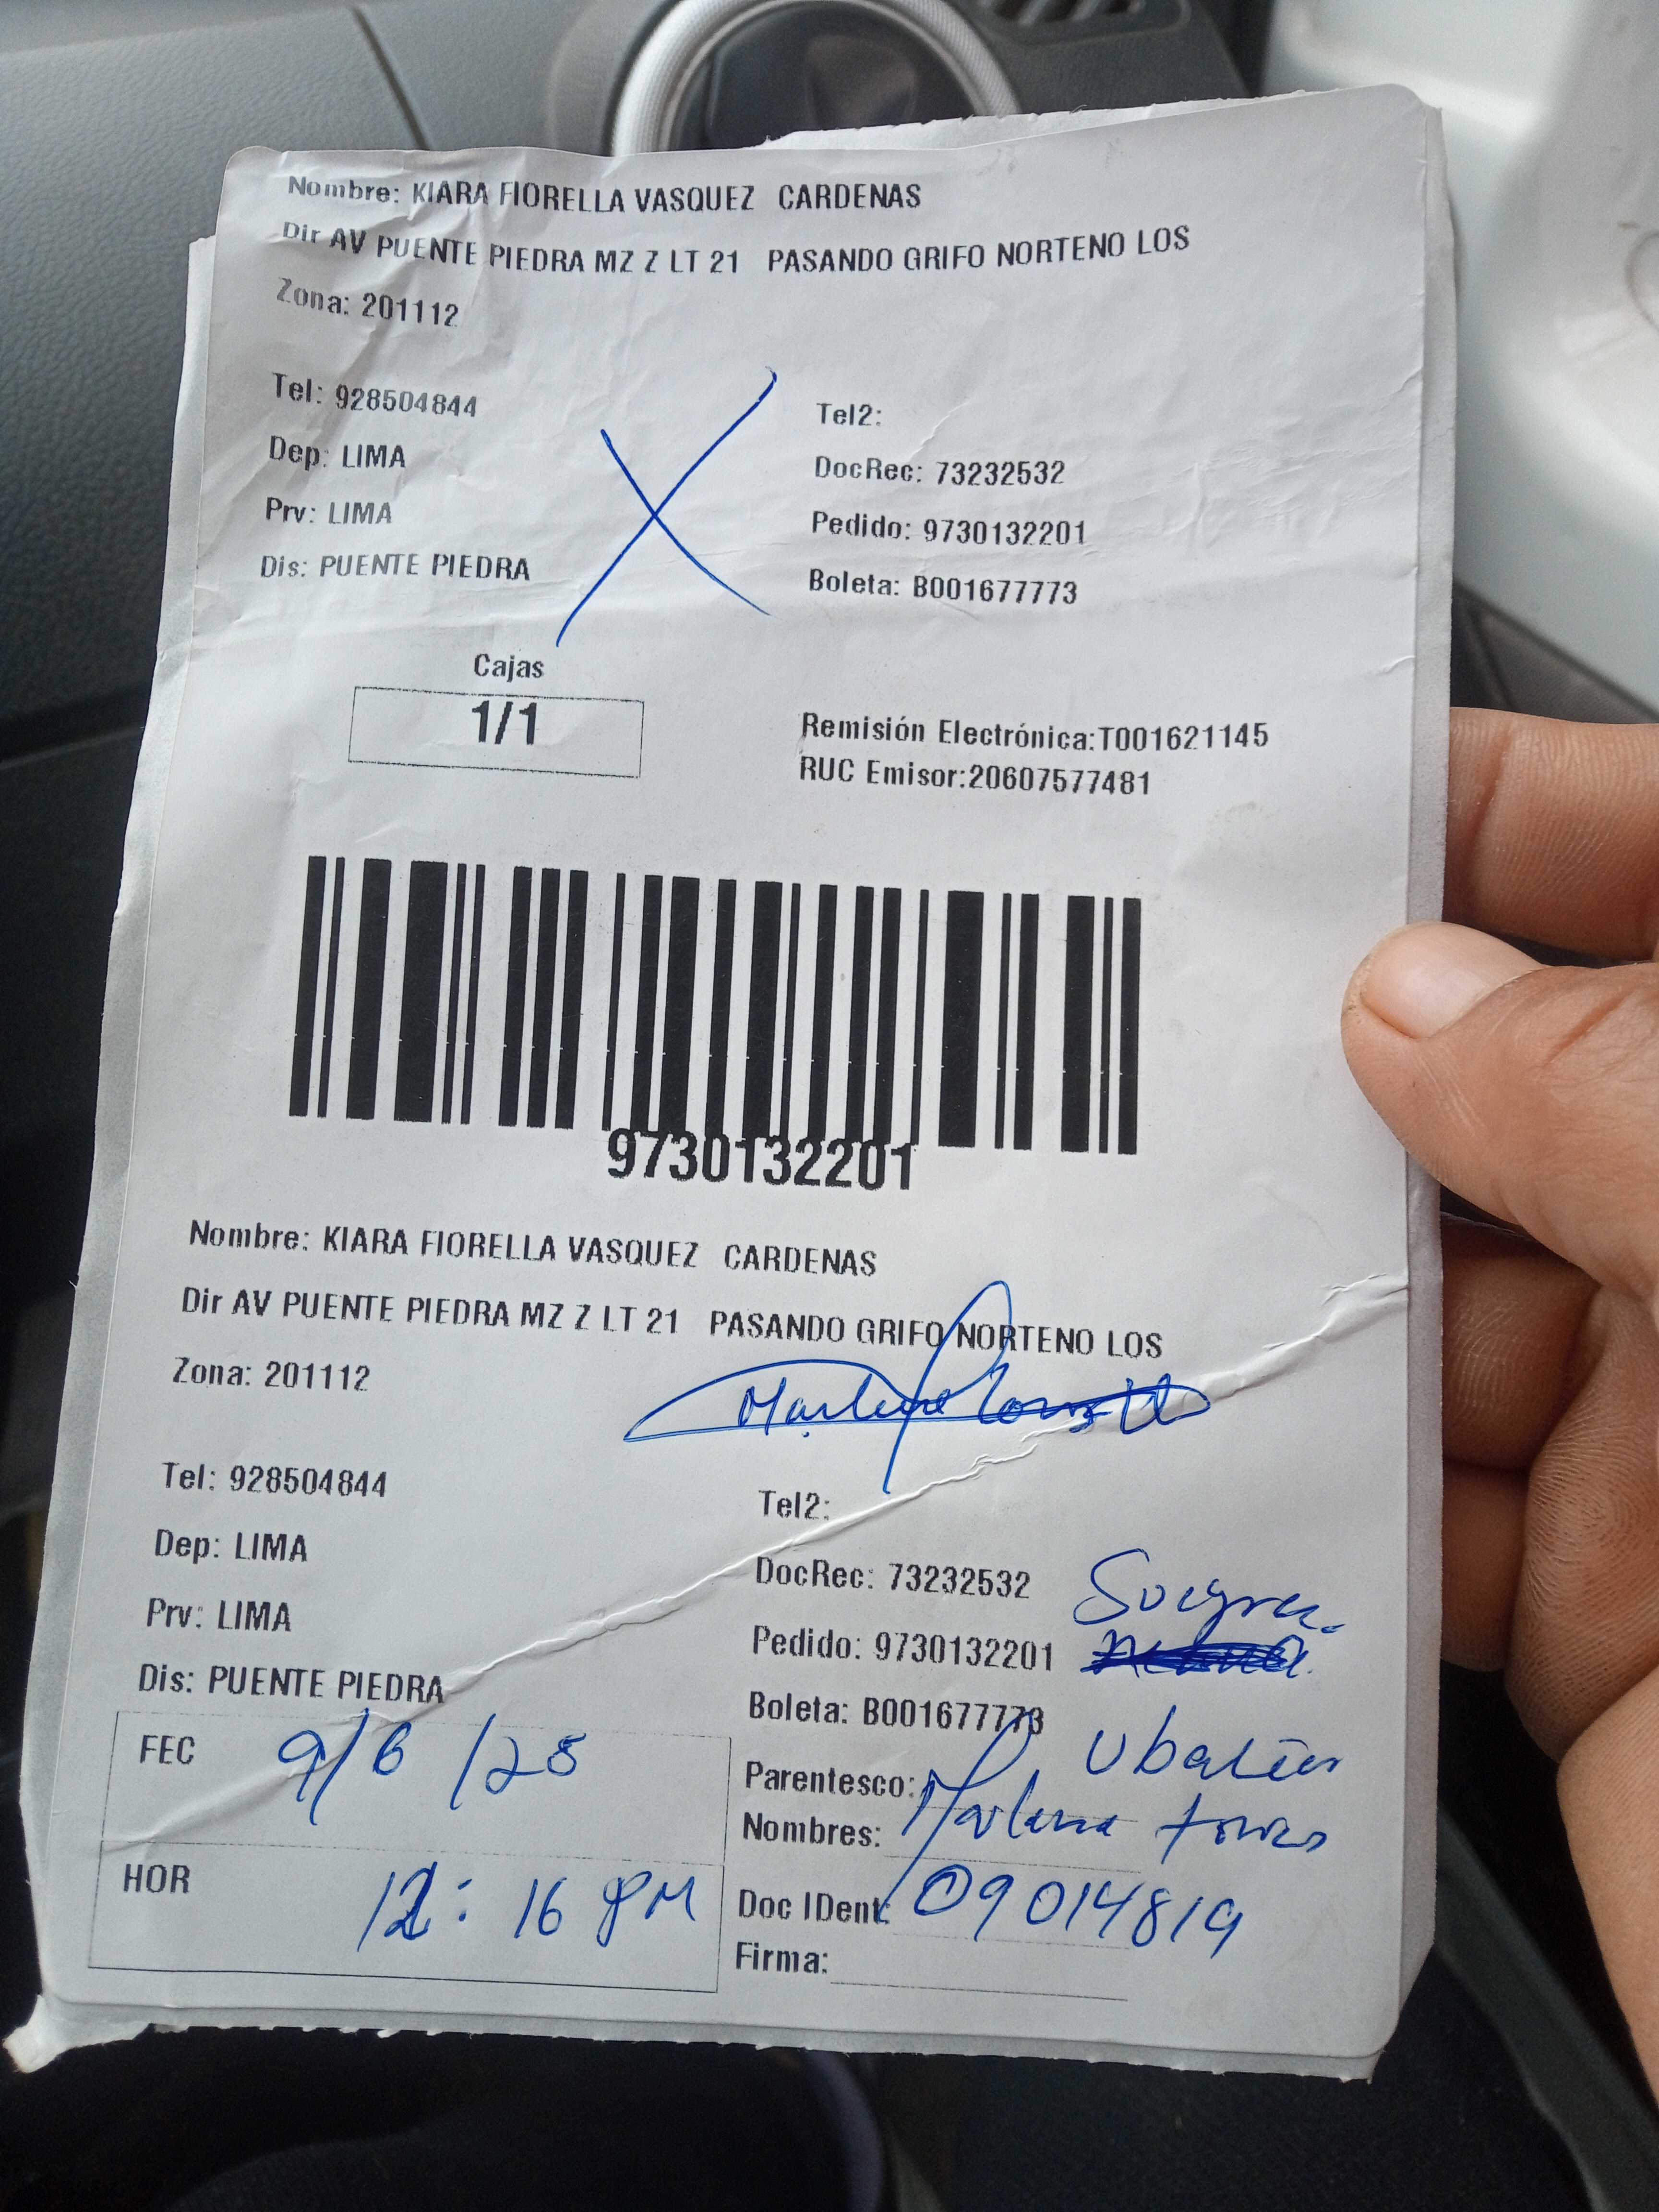 Nombre: KIARA FIORELLA VASQUEZ CARDENAS
Dir AV PUENTE PIEDRA MZ Z LT 21 PASANDO GRIFO NORTENO LOS
Zona: 201112
Tel: 928504844 Tel2:
Dep: LIMA DocRec: 73232532
Prv: LIMA Pedido: 9730132201
Dis: PUENTE PIEDRA Boleta: B001677773
Cajas
1/1
Remisión Electrónica:T001621145
RUC Emisor:20607577481
9730132201
Nombre: KIARA FIORELLA VASQUEZ CARDENAS
Dir AV PUENTE PIEDRA MZ Z LT 21 PASANDO GRIFO NORTENO LOS
Zona: 201112
Tel: 928504844 Tel2:
Dep: LIMA DocRec: 73232532 Suegra.
Prv: LIMA Pedido: 9730132201
Dis: PUENTE PIEDRA Boleta: B001677773
FEC 9/6/25
Parentesco:
Nombres: Marlene
HOR 12:16 PM
Doc IDent: 09014819
Firma: